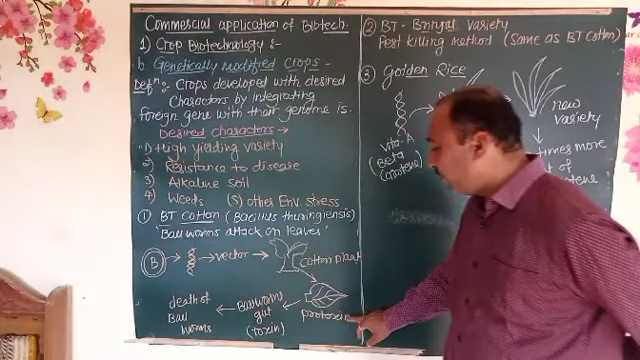 Commercial application of Biotech.
1) Crop Biotechnology :-
b. Genetically modified Crops -
Defn :- Crops developed with desired
Characters by integrating
foreign gene with their genome is.
Desired characters →
1) High yielding variety
2) Resistance to disease
3) Alkaline soil
4) Weeds (5) other Env. stress
① BT cotton (Bacillus thuringiensis)
'Ball worms attack on leaves'
B → → vector → Cotton plant
death of Ball worms ← Ballworms gut (toxin) ← protoxin
② BT - Brinjal variety
Pest killing method (Same as BT Cotton)
③ golden Rice
Vita-A
(Beta
carotene)
new
variety
times more
of